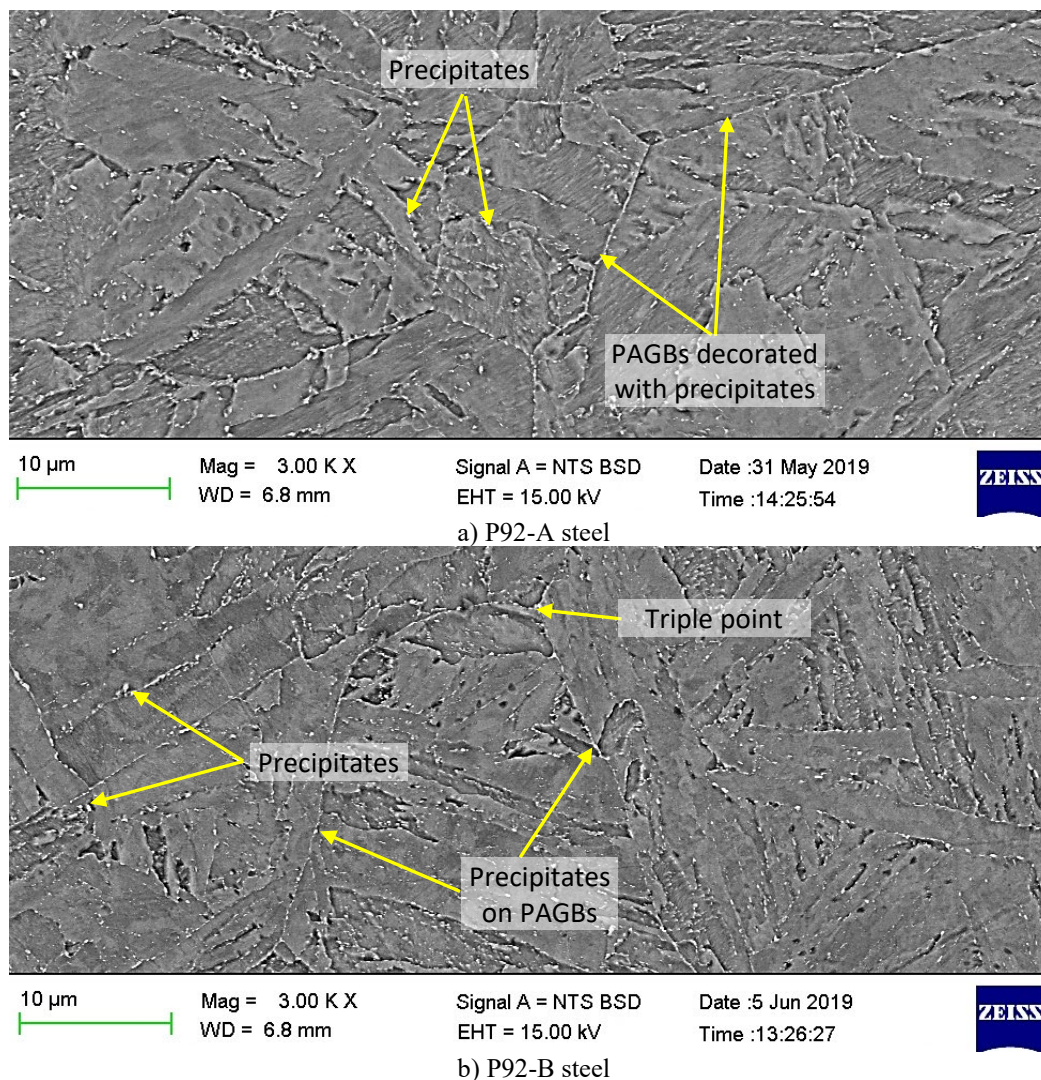 Precipitates
PAGBs decorated
with precipitates
10 µm
Mag = 3.00 K X
Signal A = NTS BSD
Date :31 May 2019
WD = 6.8 mm
EHT = 15.00 kV
Time :14:25:54
ZEISS
a) P92-A steel
Triple point
Precipitates
Precipitates
on PAGBs
10 µm
Mag = 3.00 K X
Signal A = NTS BSD
Date :5 Jun 2019
WD = 6.8 mm
EHT = 15.00 kV
Time :13:26:27
ZEISS
b) P92-B steel